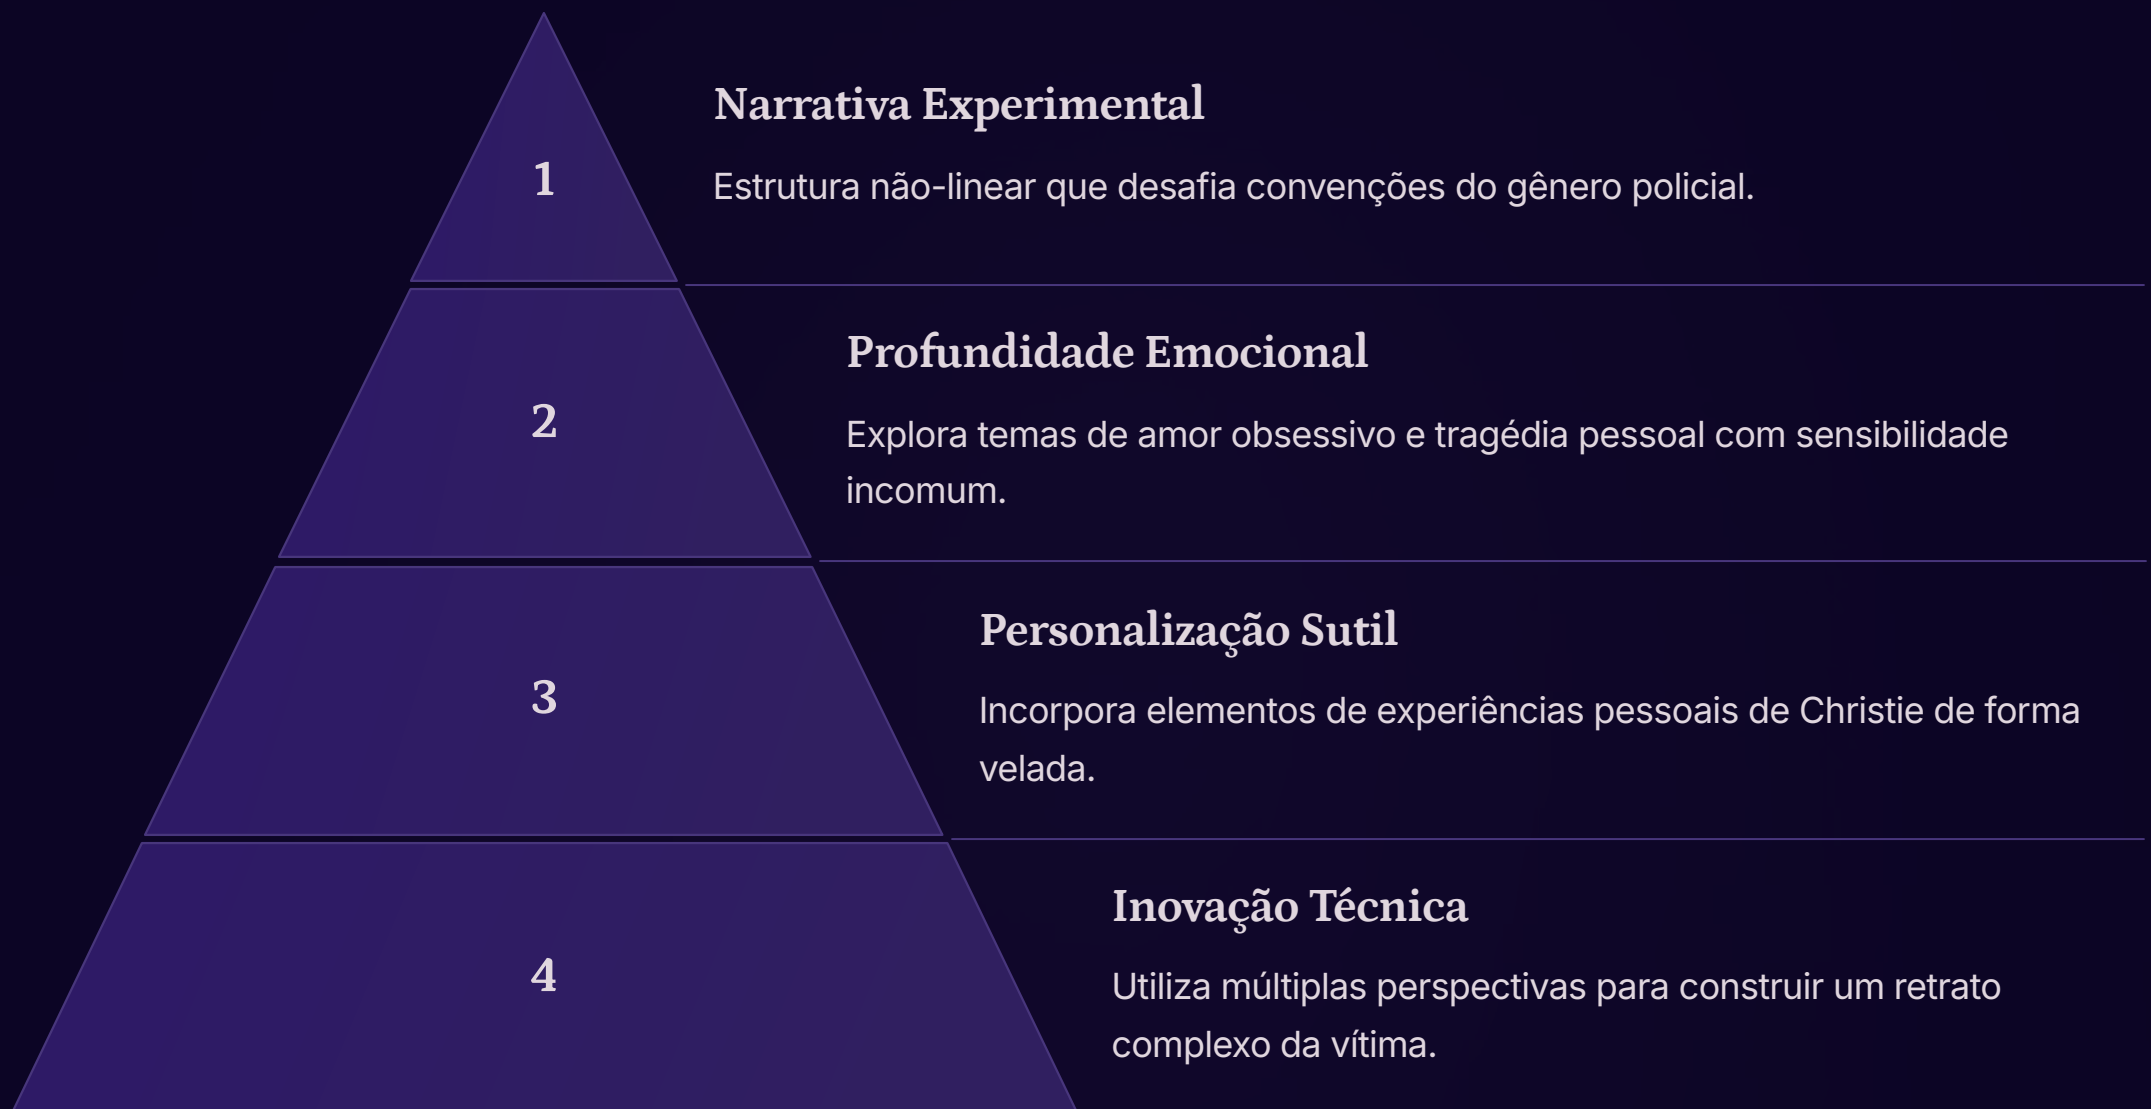 1
Narrativa Experimental
Estrutura não-linear que desafia convenções do gênero policial.
2
Profundidade Emocional
Explora temas de amor obsessivo e tragédia pessoal com sensibilidade
incomum.
3
Personalização Sutil
Incorpora elementos de experiências pessoais de Christie de forma
velada.
4
Inovação Técnica
Utiliza múltiplas perspectivas para construir um retrato
complexo da vítima.